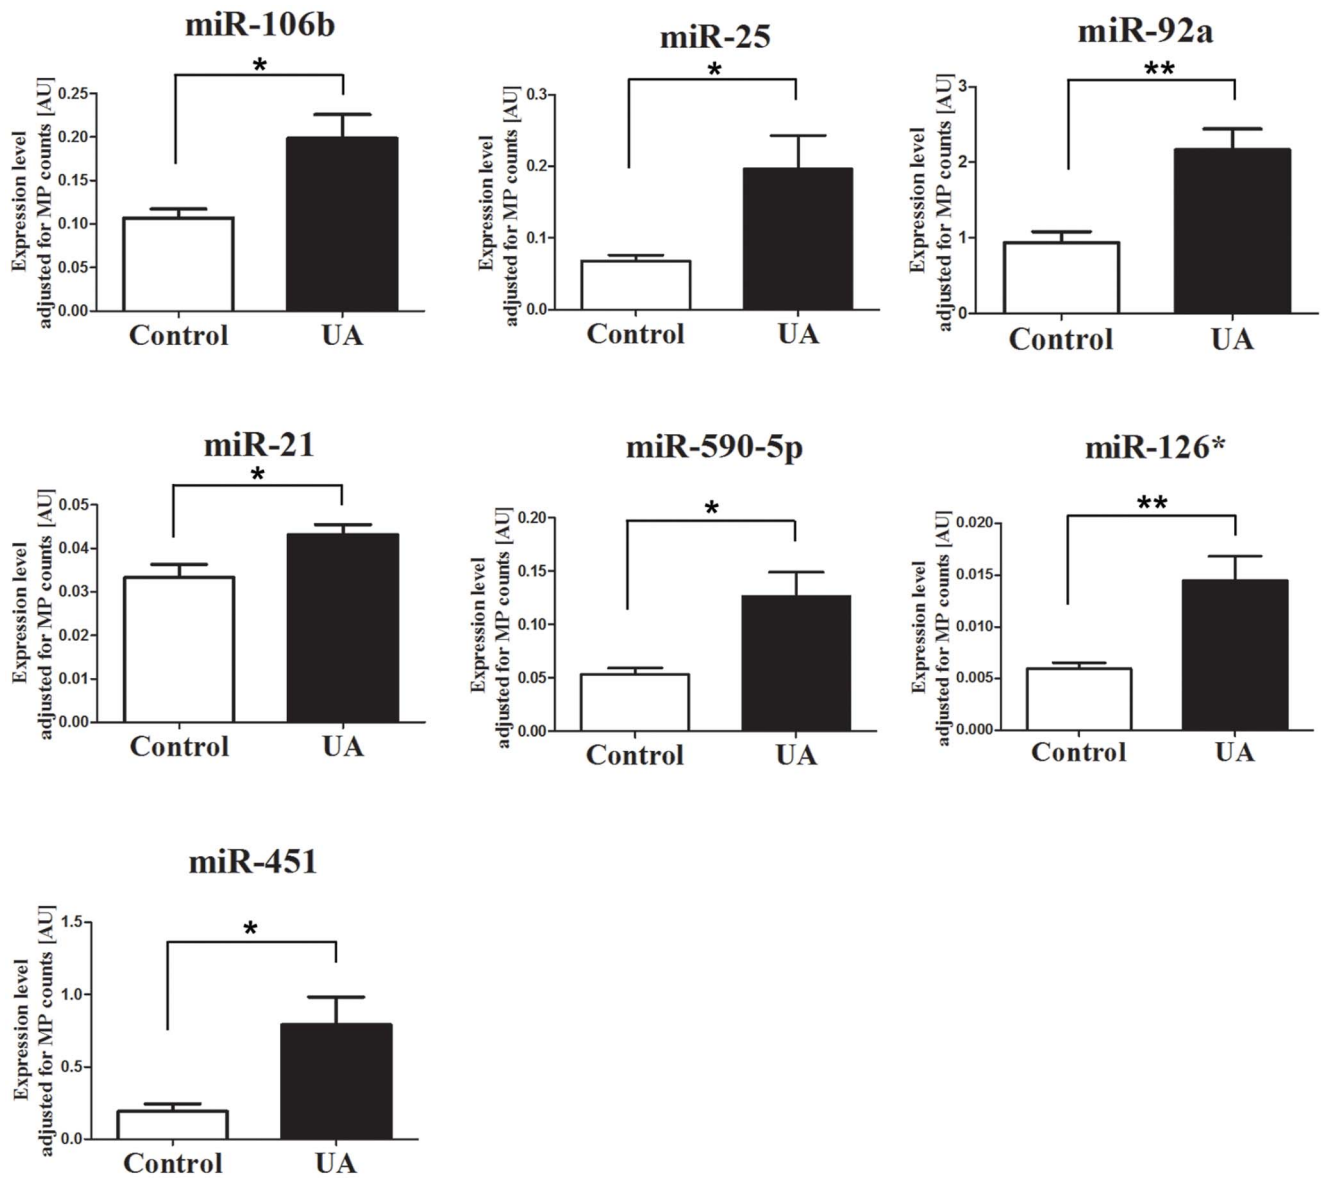 miR-106b
*
Expression level
adjusted for MP counts [AU]
0.25
0.20
0.15
0.10
0.05
0.00
Control UA
miR-25
*
Expression level
adjusted for MP counts [AU]
0.3
0.2
0.1
0.0
Control UA
miR-92a
**
Expression level
adjusted for MP counts [AU]
3
2
1
0
Control UA
miR-21
*
Expression level
adjusted for MP counts [AU]
0.05
0.04
0.03
0.02
0.01
0.00
Control UA
miR-590-5p
*
Expression level
adjusted for MP counts [AU]
0.20
0.15
0.10
0.05
0.00
Control UA
miR-126*
**
Expression level
adjusted for MP counts [AU]
0.020
0.015
0.010
0.005
0.000
Control UA
miR-451
*
Expression level
adjusted for MP counts [AU]
1.5
1.0
0.5
0.0
Control UA